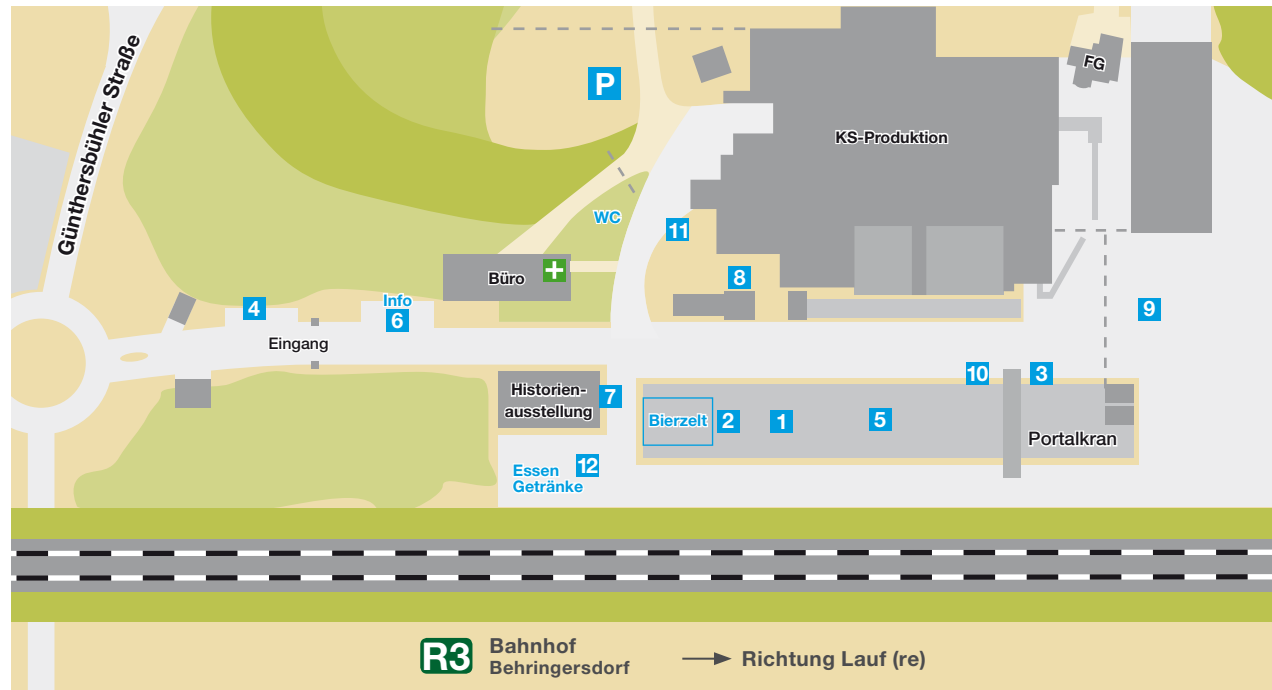 Günthersbühler Straße
P
FG
KS-Produktion
WC
11
Büro
8
Info
4
6
9
Eingang
10
3
Historien-
ausstellung
7
Bierzelt
2
1
5
Portalkran
Essen
Getränke
12
R3
Bahnhof
Behringersdorf
Richtung Lauf (re)